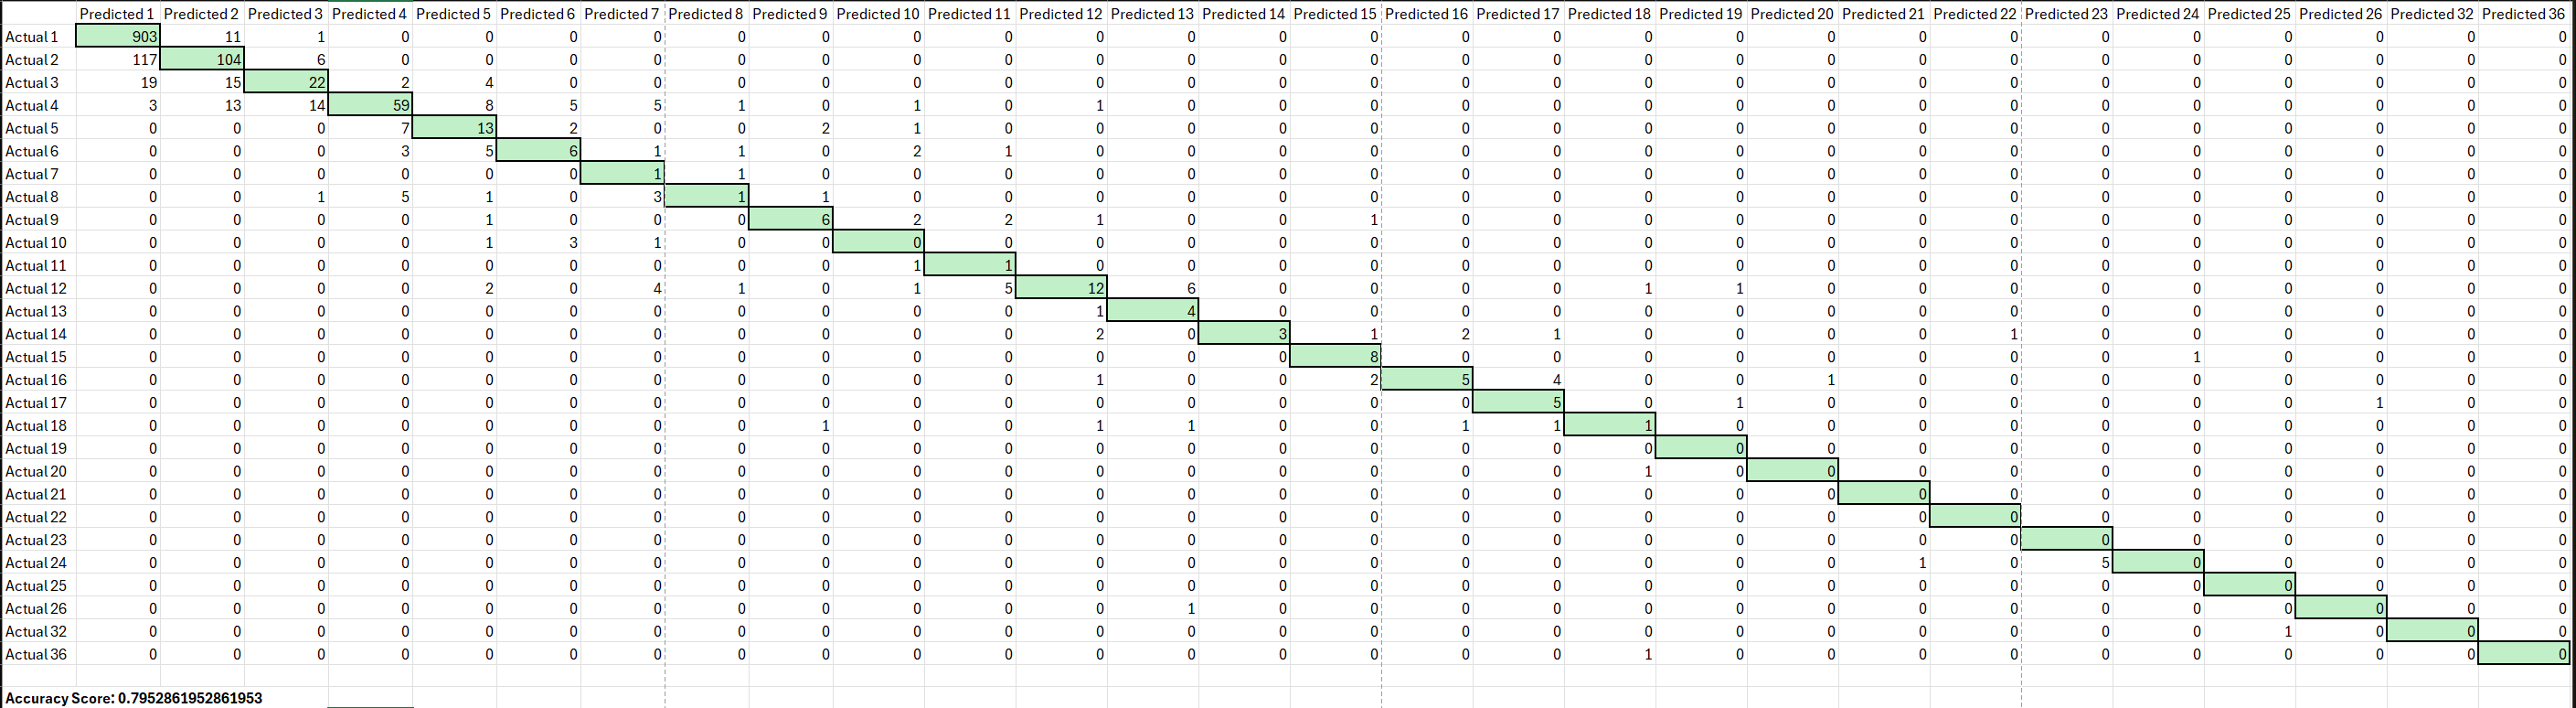 Predicted 1 Predicted 2 Predicted 3 Predicted 4 Predicted 5 Predicted 6 Predicted 7 Predicted 8 Predicted 9 Predicted 10 Predicted 11 Predicted 12 Predicted 13 Predicted 14 Predicted 15 Predicted 16 Predicted 17 Predicted 18 Predicted 19 Predicted 20 Predicted 21 Predicted 22 Predicted 23 Predicted 24 Predicted 25 Predicted 26 Predicted 32 Predicted 36
Actual 1 903 11 1 0 0 0 0 0 0 0 0 0 0 0 0 0 0 0 0 0 0 0 0 0 0 0 0 0
Actual 2 117 104 6 0 0 0 0 0 0 0 0 0 0 0 0 0 0 0 0 0 0 0 0 0 0 0 0 0
Actual 3 19 15 22 2 4 0 0 0 0 0 0 0 0 0 0 0 0 0 0 0 0 0 0 0 0 0 0 0
Actual 4 3 13 14 59 8 5 5 1 0 1 0 1 0 0 0 0 0 0 0 0 0 0 0 0 0 0 0 0
Actual 5 0 0 0 7 13 2 0 0 2 1 0 0 0 0 0 0 0 0 0 0 0 0 0 0 0 0 0 0
Actual 6 0 0 0 3 5 6 1 1 0 2 1 0 0 0 0 0 0 0 0 0 0 0 0 0 0 0 0 0
Actual 7 0 0 0 0 0 0 1 1 0 0 0 0 0 0 0 0 0 0 0 0 0 0 0 0 0 0 0 0
Actual 8 0 0 1 5 1 0 3 1 1 0 0 0 0 0 0 0 0 0 0 0 0 0 0 0 0 0 0 0
Actual 9 0 0 0 0 1 0 0 0 6 2 2 1 0 0 1 0 0 0 0 0 0 0 0 0 0 0 0 0
Actual 10 0 0 0 0 1 3 1 0 0 0 0 0 0 0 0 0 0 0 0 0 0 0 0 0 0 0 0 0
Actual 11 0 0 0 0 0 0 0 0 0 1 1 0 0 0 0 0 0 0 0 0 0 0 0 0 0 0 0 0
Actual 12 0 0 0 0 2 0 4 1 0 1 5 12 6 0 0 0 0 1 1 0 0 0 0 0 0 0 0 0
Actual 13 0 0 0 0 0 0 0 0 0 0 0 1 4 0 0 0 0 0 0 0 0 0 0 0 0 0 0 0
Actual 14 0 0 0 0 0 0 0 0 0 0 0 2 0 3 1 2 1 0 0 0 0 1 0 0 0 0 0 0
Actual 15 0 0 0 0 0 0 0 0 0 0 0 0 0 0 8 0 0 0 0 0 0 0 0 1 0 0 0 0
Actual 16 0 0 0 0 0 0 0 0 0 0 0 1 0 0 2 5 4 0 0 1 0 0 0 0 0 0 0 0
Actual 17 0 0 0 0 0 0 0 0 0 0 0 0 0 0 0 0 5 0 1 0 0 0 0 0 0 1 0 0
Actual 18 0 0 0 0 0 0 0 0 1 0 0 1 1 0 0 1 1 1 0 0 0 0 0 0 0 0 0 0
Actual 19 0 0 0 0 0 0 0 0 0 0 0 0 0 0 0 0 0 0 0 0 0 0 0 0 0 0 0 0
Actual 20 0 0 0 0 0 0 0 0 0 0 0 0 0 0 0 0 0 1 0 0 0 0 0 0 0 0 0 0
Actual 21 0 0 0 0 0 0 0 0 0 0 0 0 0 0 0 0 0 0 0 0 0 0 0 0 0 0 0 0
Actual 22 0 0 0 0 0 0 0 0 0 0 0 0 0 0 0 0 0 0 0 0 0 0 0 0 0 0 0 0
Actual 23 0 0 0 0 0 0 0 0 0 0 0 0 0 0 0 0 0 0 0 0 0 0 0 0 0 0 0 0
Actual 24 0 0 0 0 0 0 0 0 0 0 0 0 0 0 0 0 0 0 0 0 1 0 5 0 0 0 0 0
Actual 25 0 0 0 0 0 0 0 0 0 0 0 0 0 0 0 0 0 0 0 0 0 0 0 0 0 0 0 0
Actual 26 0 0 0 0 0 0 0 0 0 0 0 0 1 0 0 0 0 0 0 0 0 0 0 0 0 0 0 0
Actual 32 0 0 0 0 0 0 0 0 0 0 0 0 0 0 0 0 0 0 0 0 0 0 0 0 1 0 0 0
Actual 36 0 0 0 0 0 0 0 0 0 0 0 0 0 0 0 0 0 1 0 0 0 0 0 0 0 0 0 0
Accuracy Score: 0.7952861952861953